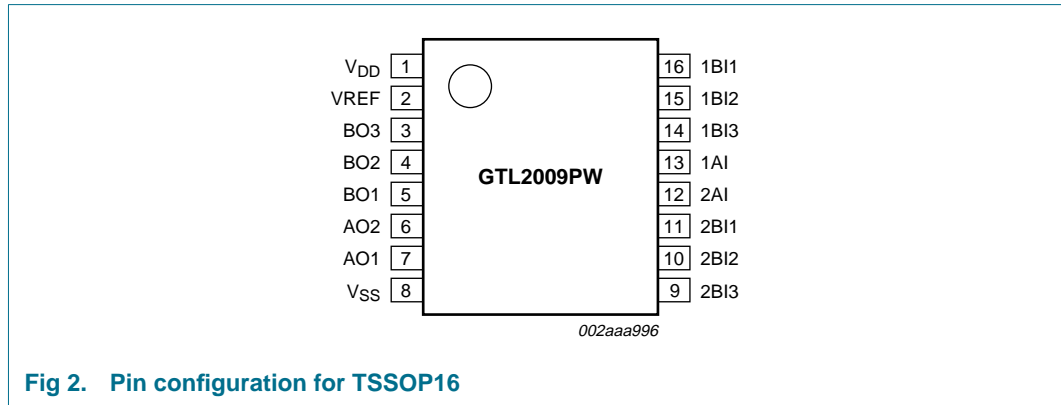 VDD 1
VREF 2
BO3 3
BO2 4
BO1 5
AO2 6
AO1 7
VSS 8
GTL2009PW
16 1BI1
15 1BI2
14 1BI3
13 1AI
12 2AI
11 2BI1
10 2BI2
9 2BI3
002aaa996
Fig 2. Pin configuration for TSSOP16